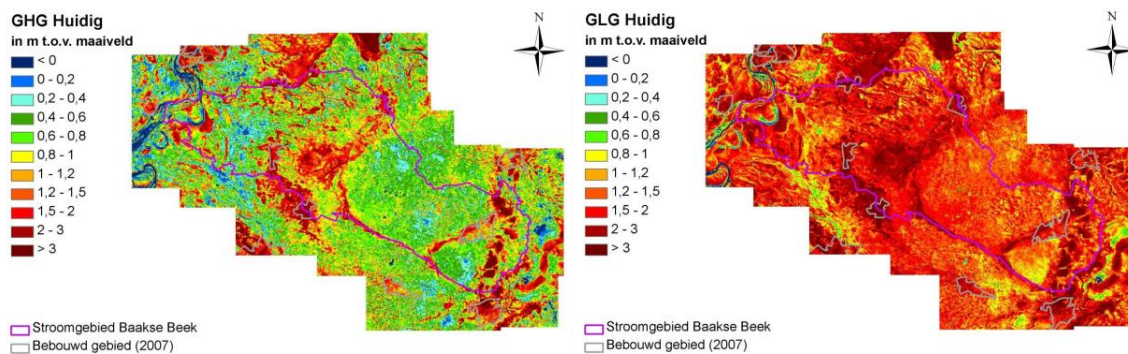 GHG Huidig
in m t.o.v. maaiveld
< 0
0 - 0,2
0,2 - 0,4
0,4 - 0,6
0,6 - 0,8
0,8 - 1
1 - 1,2
1,2 - 1,5
1,5 - 2
2 - 3
> 3
Stroomgebied Baakse Beek
Bebouwd gebied (2007)
N
GLG Huidig
in m t.o.v. maaiveld
< 0
0 - 0,2
0,2 - 0,4
0,4 - 0,6
0,6 - 0,8
0,8 - 1
1 - 1,2
1,2 - 1,5
1,5 - 2
2 - 3
> 3
Stroomgebied Baakse Beek
Bebouwd gebied (2007)
N